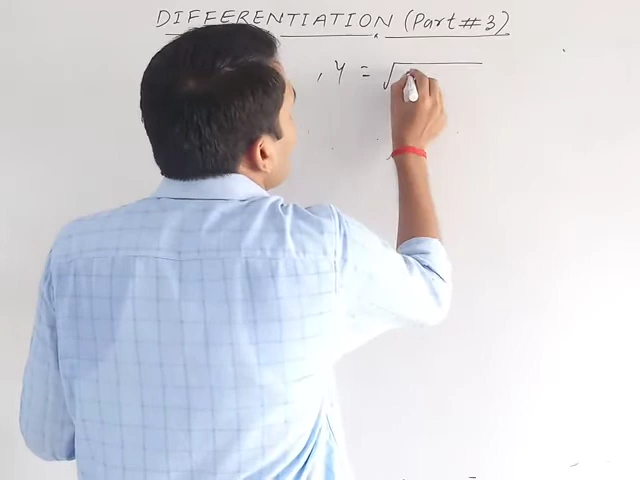 DIFFERENTIATION (Part#3)
, y = √